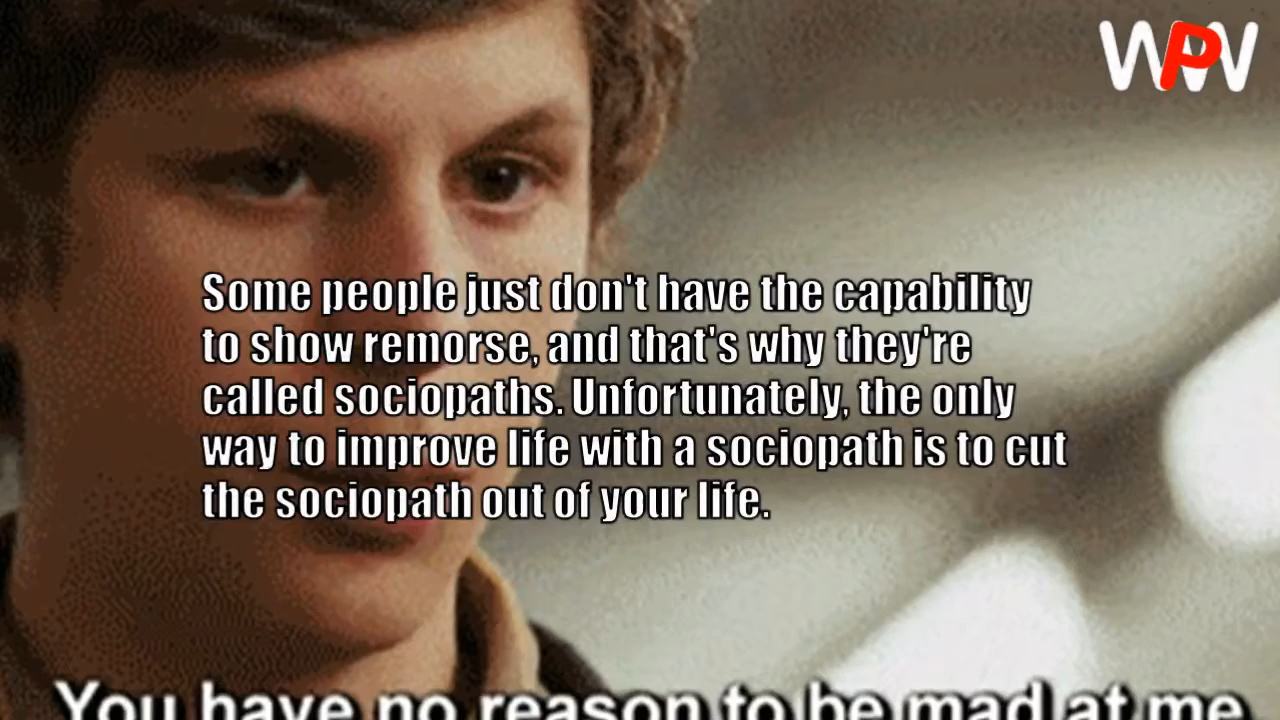 WPW
Some people just don't have the capability
to show remorse, and that's why they're
called sociopaths. Unfortunately, the only
way to improve life with a sociopath is to cut
the sociopath out of your life.
You have no reason to be mad at me